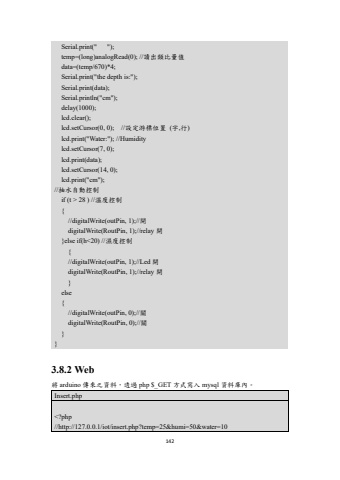 Serial.print("    ");
temp=(long)analogRead(0); //讀出類比量值
data=(temp/670)*4;
Serial.print("the depth is:");
Serial.print(data);
Serial.println("cm");
delay(1000);
lcd.clear();
lcd.setCursor(0, 0);   //設定游標位置 (字,行)
lcd.print("Water:"); //Humidity
lcd.setCursor(7, 0);
lcd.print(data);
lcd.setCursor(14, 0);
lcd.print("cm");
//抽水自動控制
if (t > 28 ) //溫度控制
{
//digitalWrite(outPin, 1);//開
digitalWrite(RoutPin, 1);//relay 開
}else if(h<20) //濕度控制
{
//digitalWrite(outPin, 1);//Led 開
digitalWrite(RoutPin, 1);//relay 開
}
else
{
//digitalWrite(outPin, 0);//關
digitalWrite(RoutPin, 0);//關
}
}
3.8.2 Web
將 arduino 傳來之資料，透過 php $_GET 方式寫入 mysql 資料庫內。
Insert.php
<?php
//http://127.0.0.1/iot/insert.php?temp=25&humi=50&water=10
142